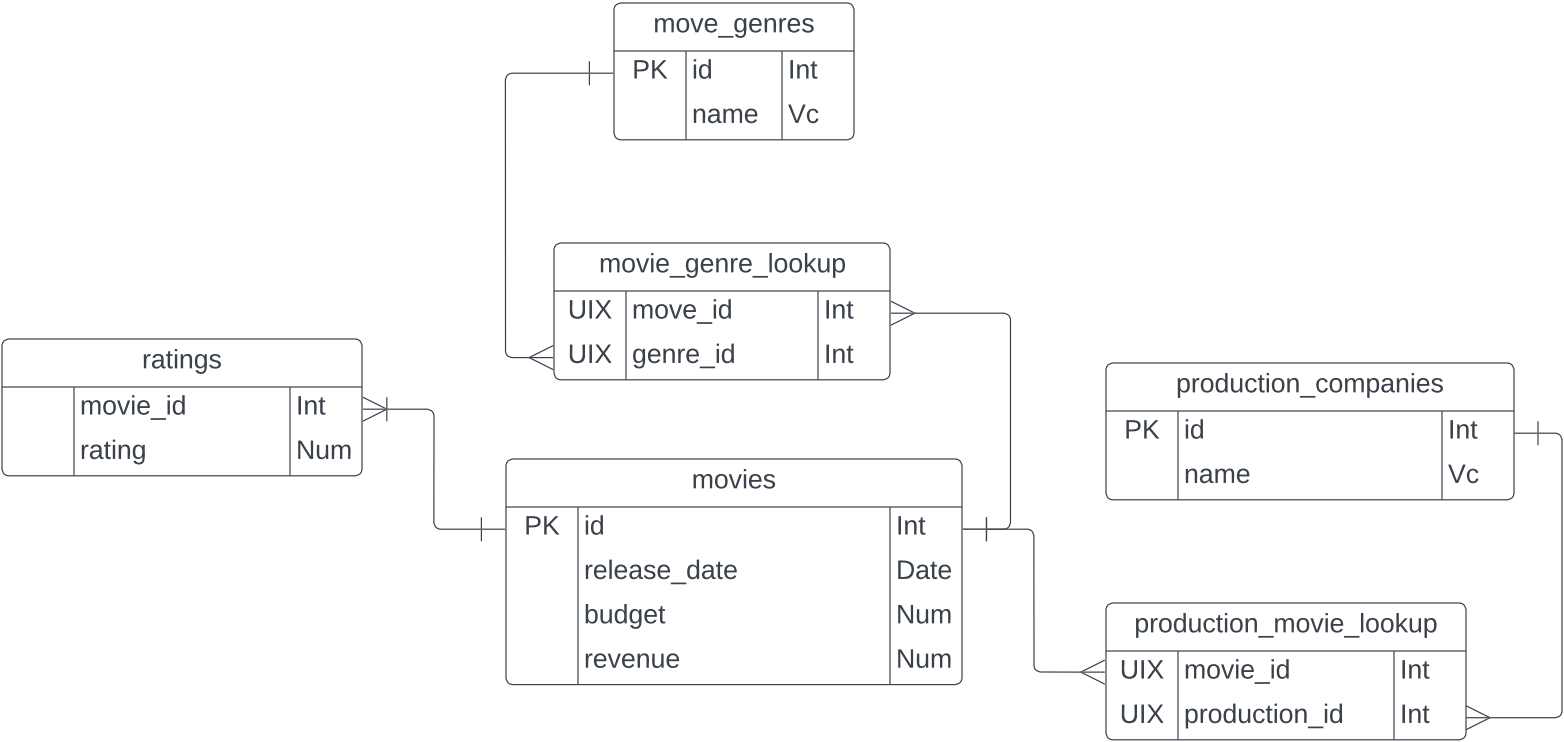 move_genres
PK id Int
name Vc
movie_genre_lookup
UIX move_id Int
UIX genre_id Int
ratings
movie_id Int
rating Num
production_companies
PK id Int
name Vc
movies
PK id Int
release_date Date
budget Num
revenue Num
production_movie_lookup
UIX movie_id Int
UIX production_id Int